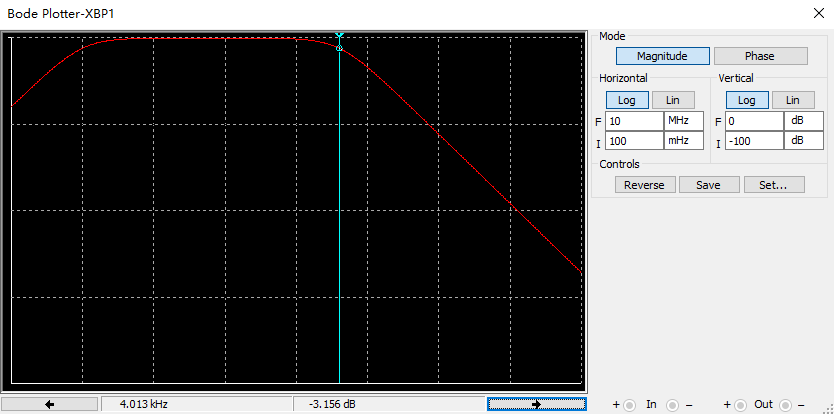 Bode Plotter-XBP1
Mode
Magnitude Phase
Horizontal Vertical
Log Lin Log Lin
F 10 MHz F 0 dB
I 100 mHz I -100 dB
Controls
Reverse Save Set...
4.013 kHz -3.156 dB
+ In - + Out -